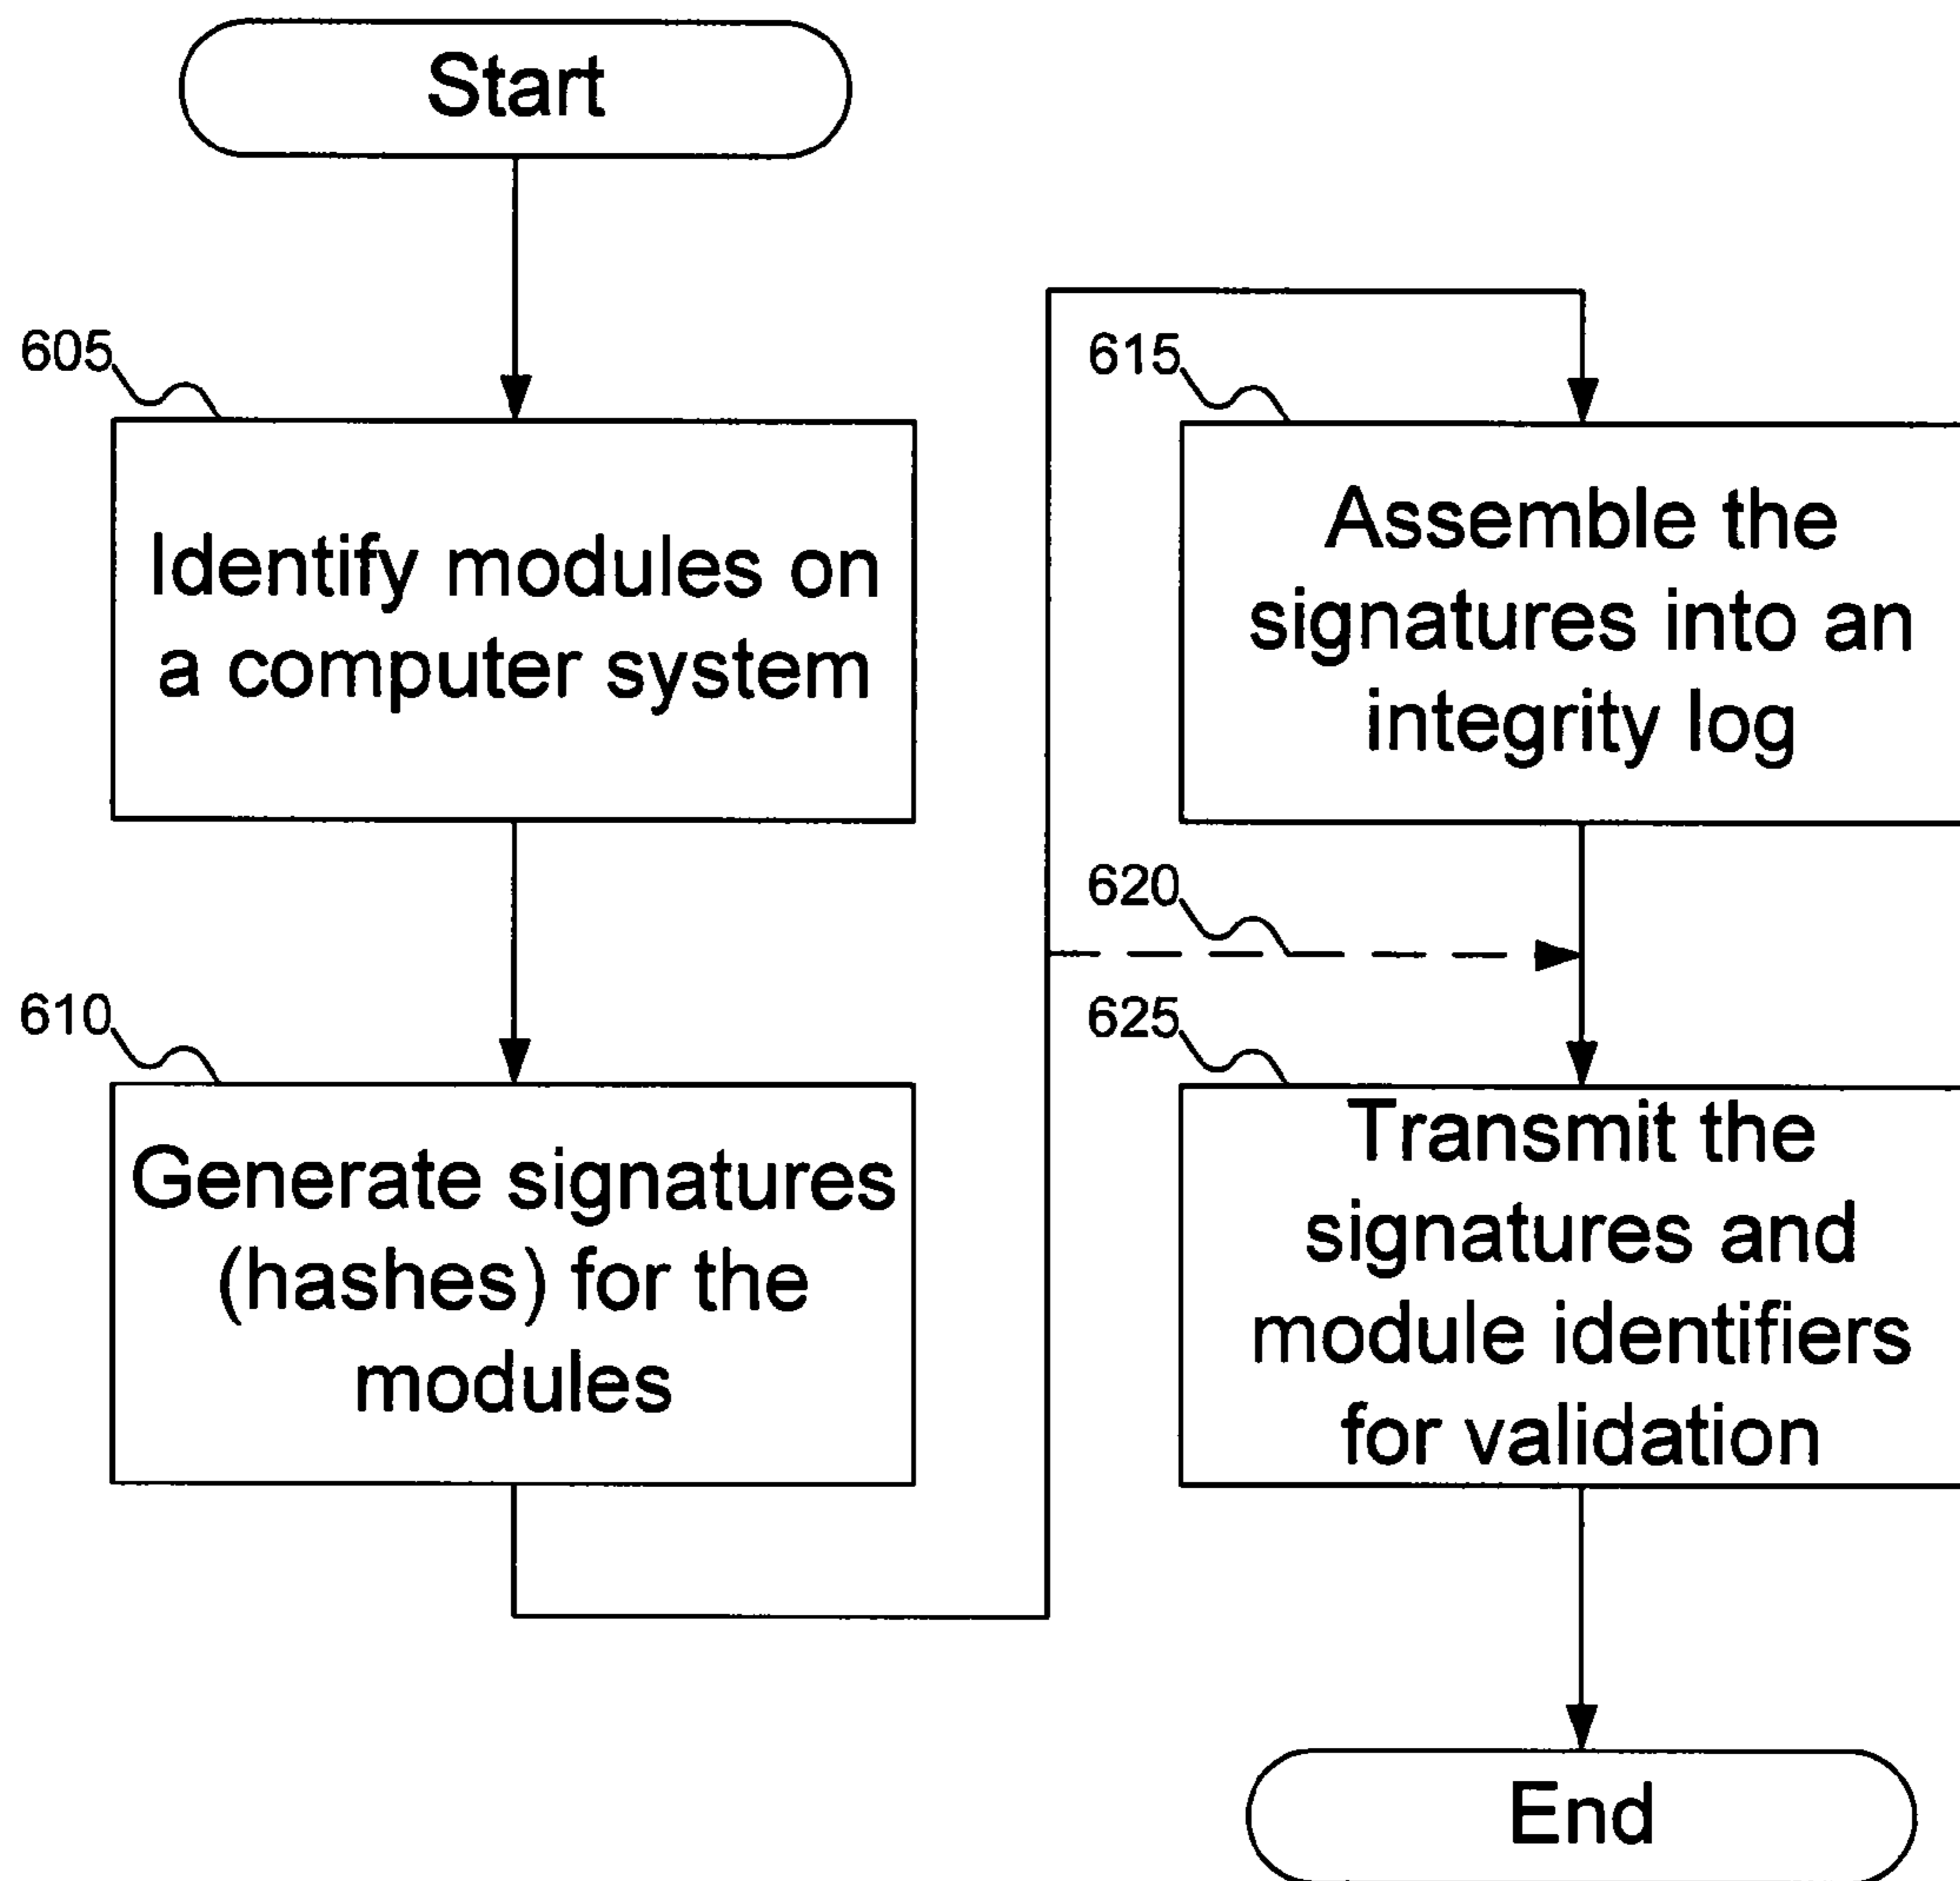 Start
605
Identify modules on
a computer system
610
Generate signatures
(hashes) for the
modules
615
Assemble the
signatures into an
integrity log
620
625
Transmit the
signatures and
module identifiers
for validation
End